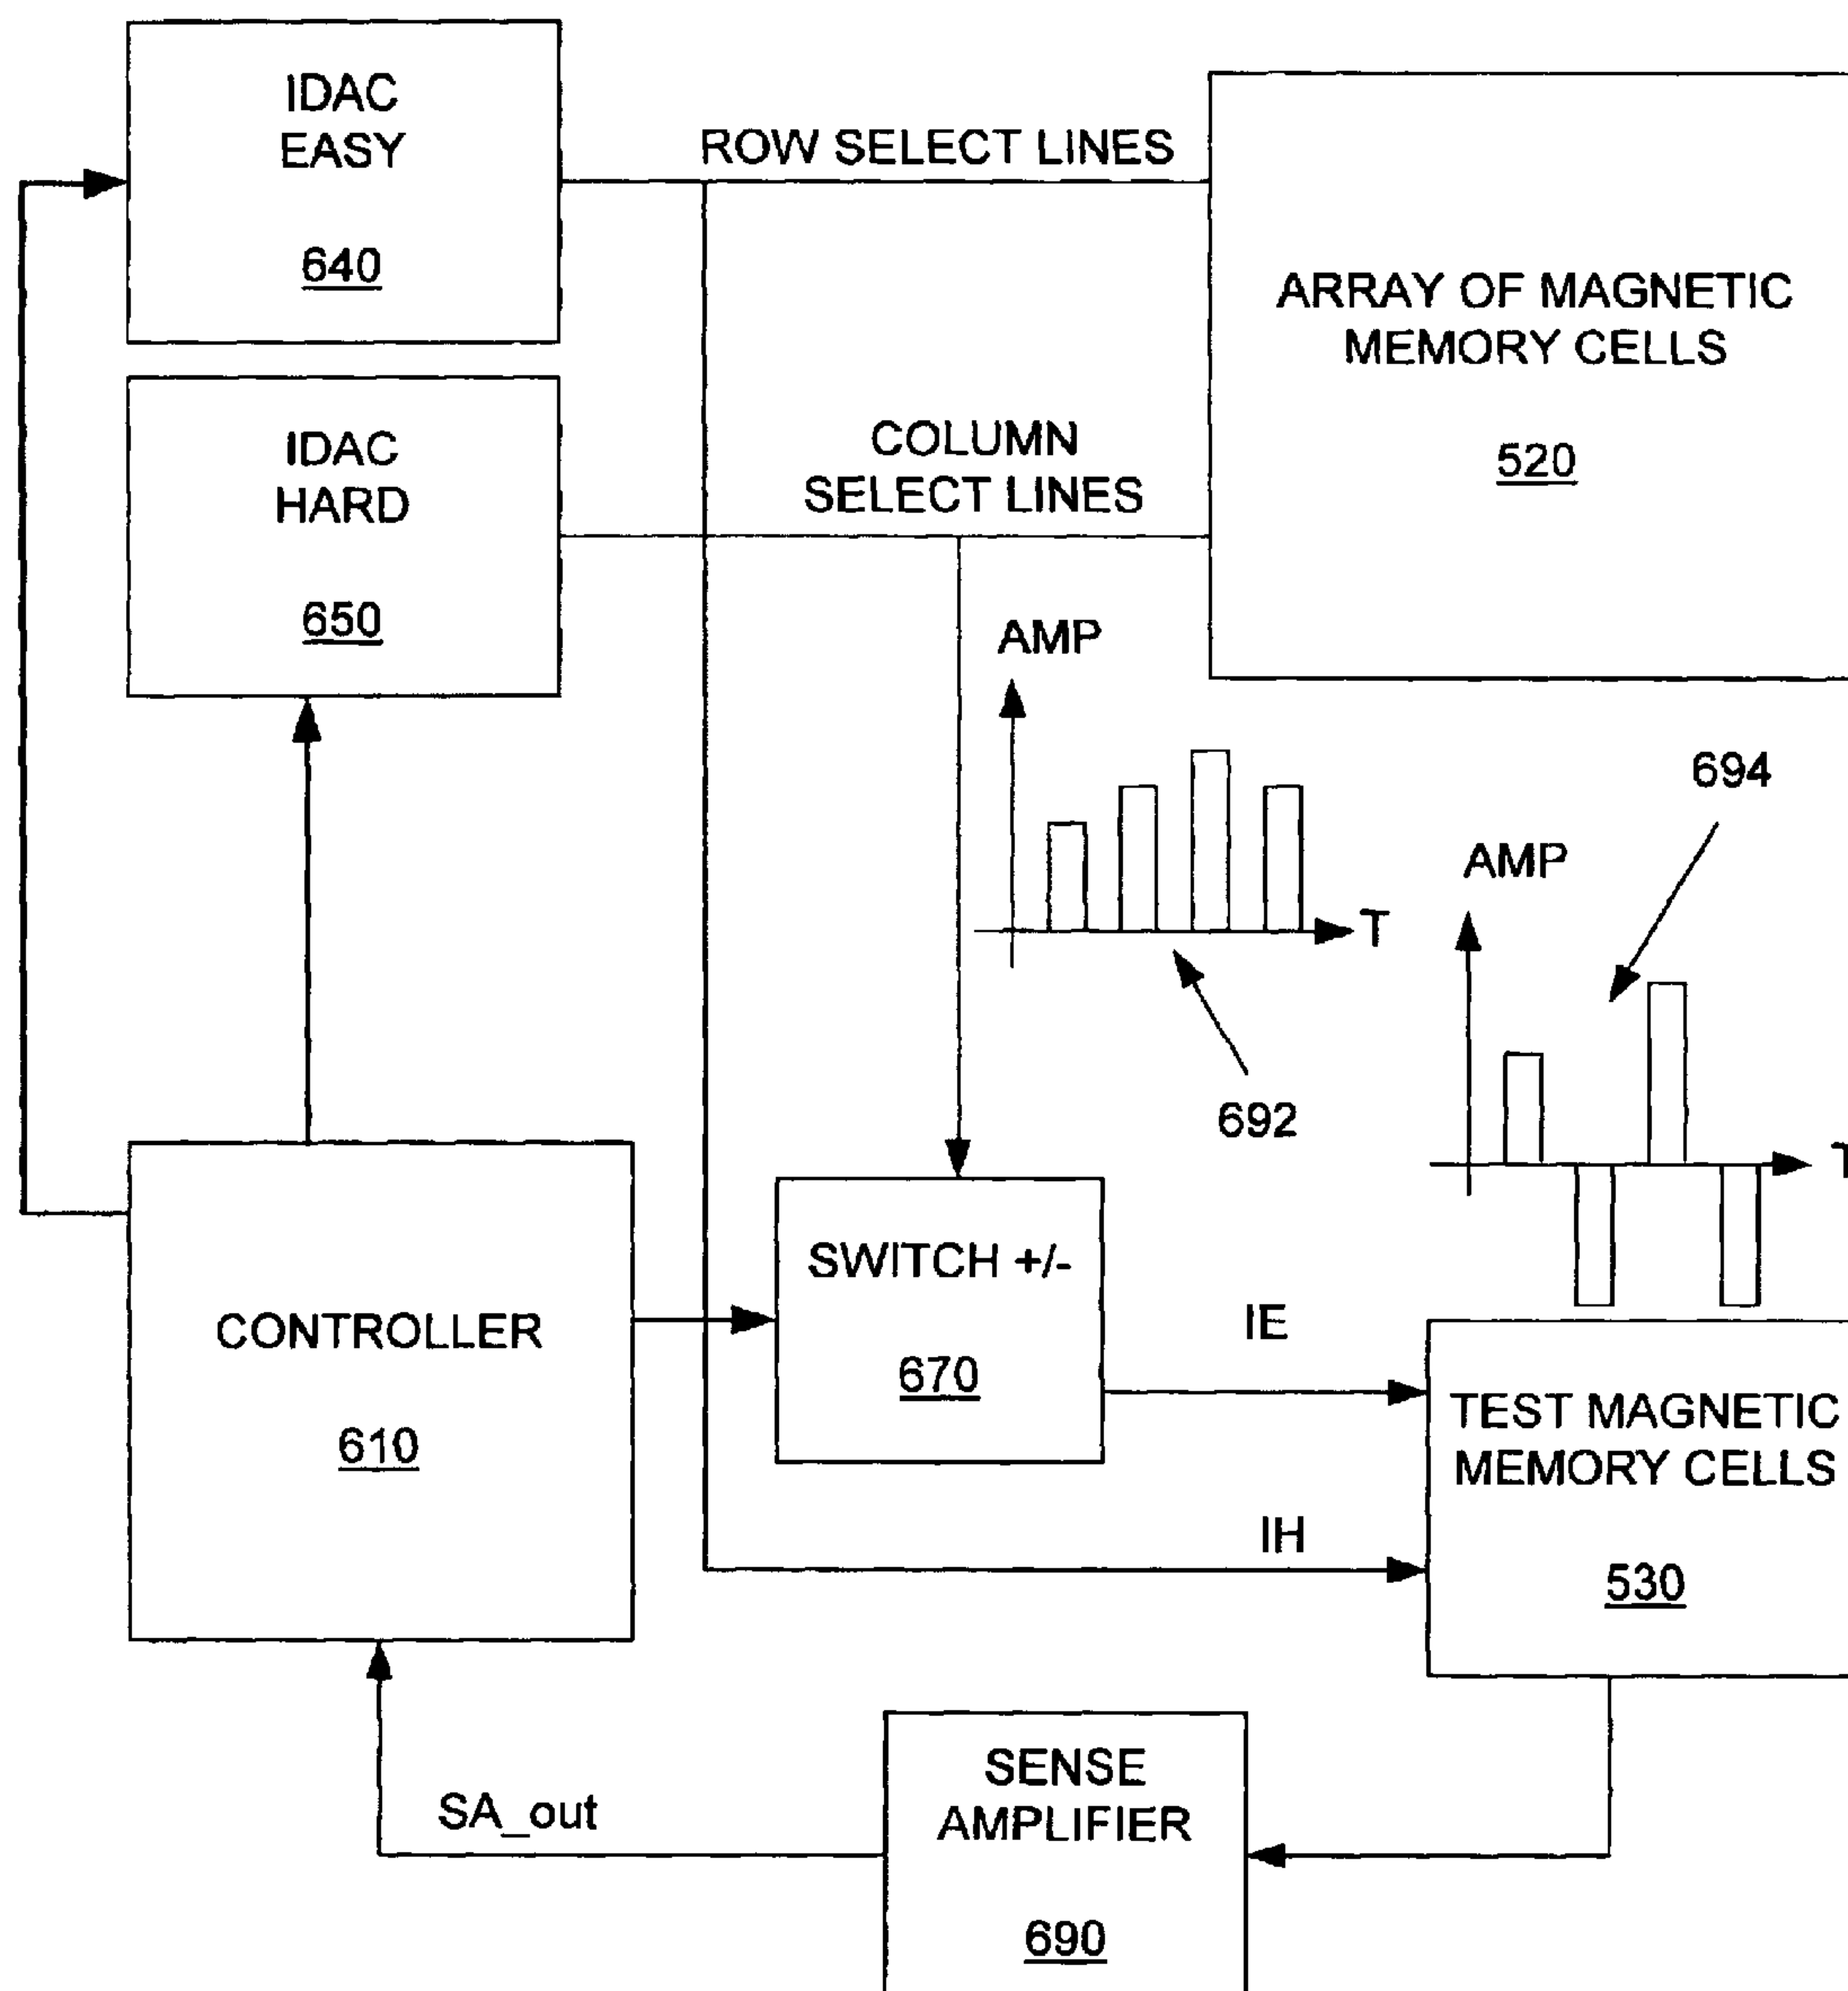 IDAC
EASY
640
ROW SELECT LINES
ARRAY OF MAGNETIC
MEMORY CELLS
520
IDAC
HARD
650
COLUMN
SELECT LINES
AMP
T
692
694
AMP
T
CONTROLLER
610
SWITCH +/-
670
IE
IH
TEST MAGNETIC
MEMORY CELLS
530
SA_out
SENSE
AMPLIFIER
690